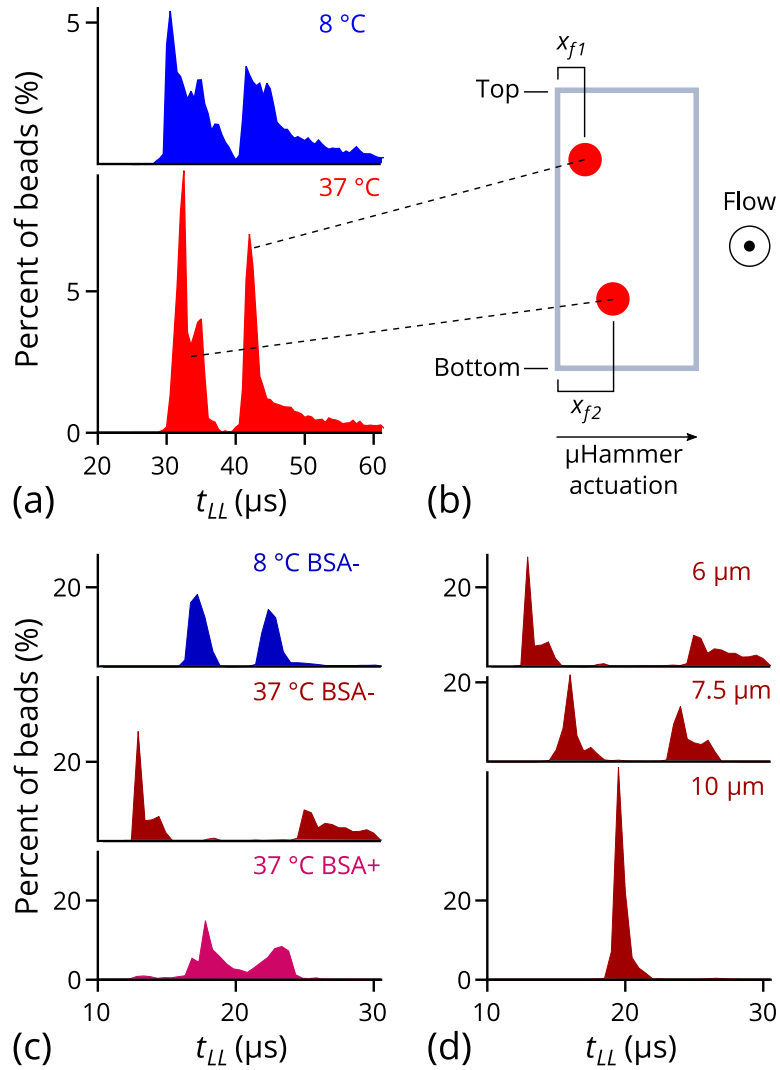 Percent of beads (%)
5
8 °C
37 °C
5
0
20 30 40 50 60
t_LL (µs)
(a)
x_f1
Top
Flow
Bottom
x_f2
µHammer
actuation
(b)
Percent of beads (%)
20
8 °C BSA-
20
37 °C BSA-
20
37 °C BSA+
0
10 20 30
t_LL (µs)
(c)
20
6 µm
20
7.5 µm
20
10 µm
0
10 20 30
t_LL (µs)
(d)